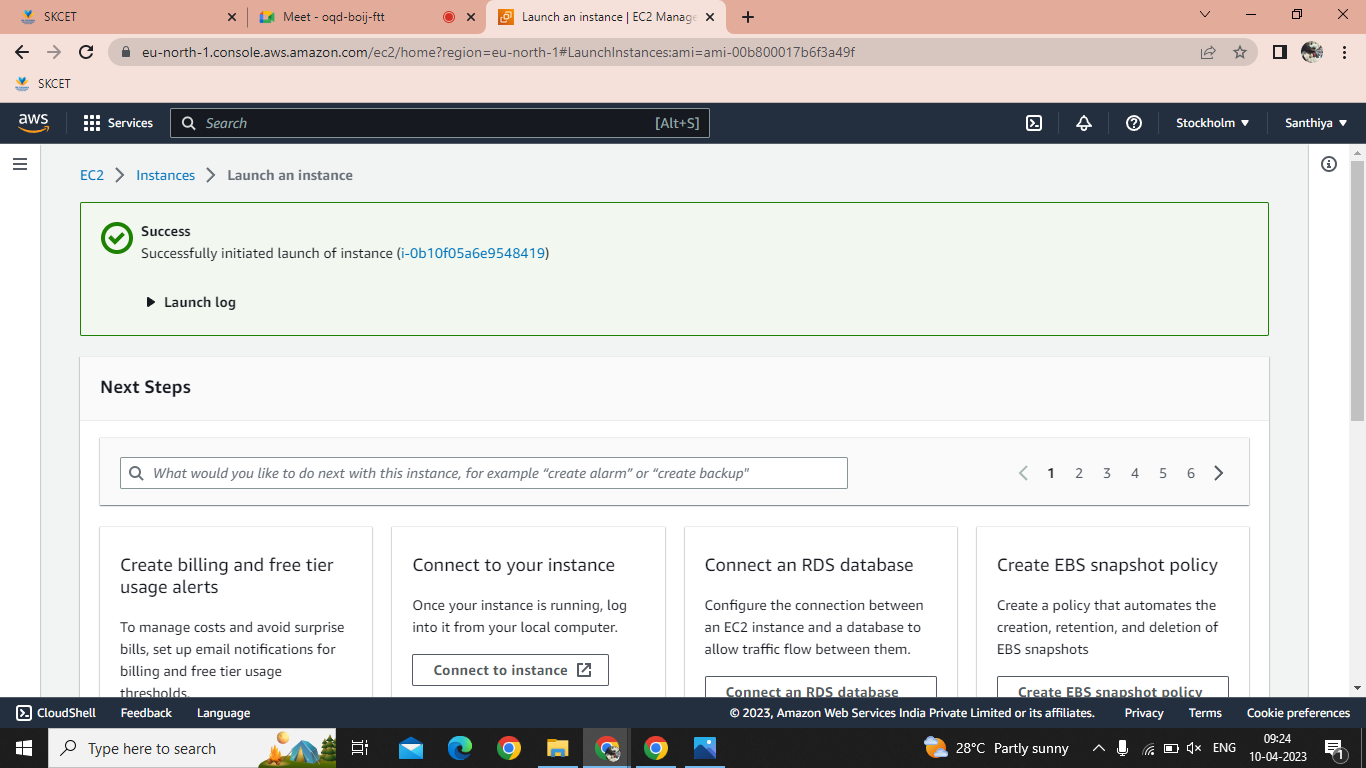 SKCET
Meet - oqd-boij-ftt
Launch an instance | EC2 Manage
eu-north-1.console.aws.amazon.com/ec2/home?region=eu-north-1#LaunchInstances:ami=ami-00b800017b6f3a49f
SKCET
aws
Services
Search
[Alt+S]
Stockholm
Santhiya
EC2
Instances
Launch an instance
Success
Successfully initiated launch of instance (i-0b10f05a6e9548419)
Launch log
Next Steps
What would you like to do next with this instance, for example “create alarm” or “create backup"
1 2 3 4 5 6
Create billing and free tier
usage alerts
To manage costs and avoid surprise
bills, set up email notifications for
billing and free tier usage
thresholds.
Connect to your instance
Once your instance is running, log
into it from your local computer.
Connect to instance
Connect an RDS database
Configure the connection between
an EC2 instance and a database to
allow traffic flow between them.
Connect an RDS database
Create EBS snapshot policy
Create a policy that automates the
creation, retention, and deletion of
EBS snapshots
Create EBS snapshot policy
CloudShell
Feedback
Language
© 2023, Amazon Web Services India Private Limited or its affiliates.
Privacy
Terms
Cookie preferences
Type here to search
28°C Partly sunny
ENG
09:24
10-04-2023
1